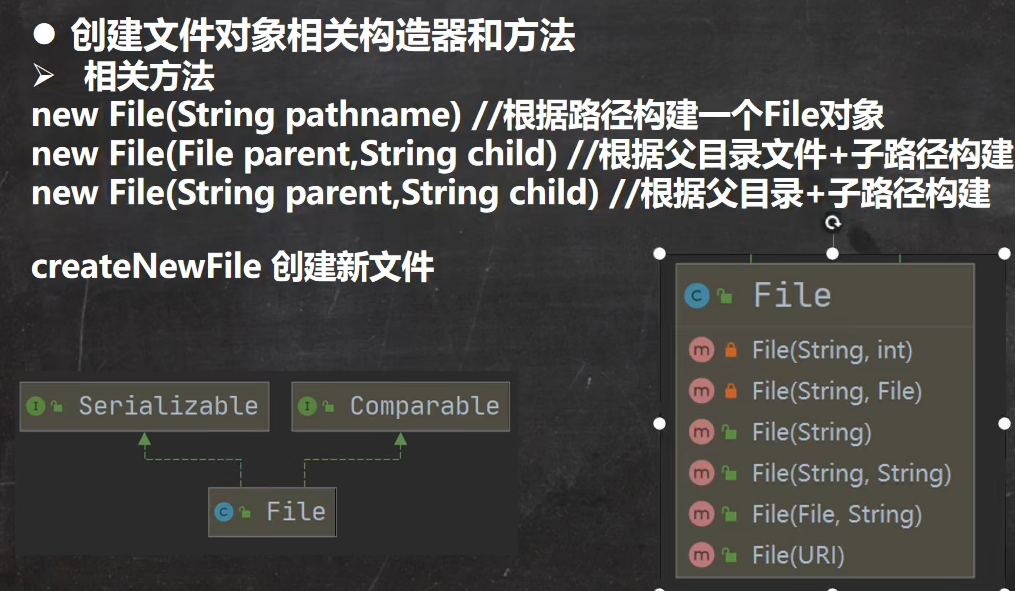 ● 创建文件对象相关构造器和方法
➢ 相关方法
new File(String pathname) //根据路径构建一个File对象
new File(File parent,String child) //根据父目录文件+子路径构建
new File(String parent,String child) //根据父目录+子路径构建
createNewFile 创建新文件
I Serializable
I Comparable
C File
C File
m File(String, int)
m File(String, File)
m File(String)
m File(String, String)
m File(File, String)
m File(URI)